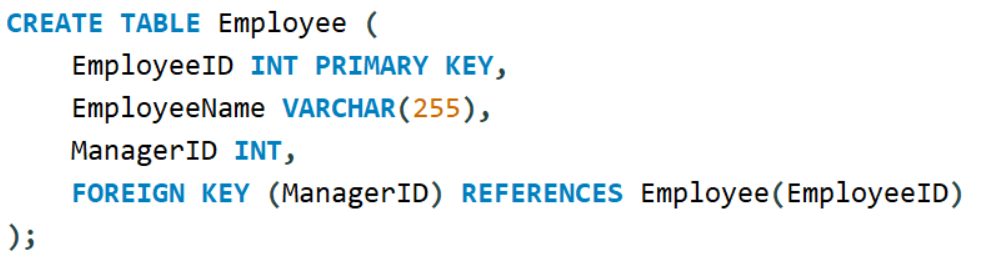 CREATE TABLE Employee (
    EmployeeID INT PRIMARY KEY,
    EmployeeName VARCHAR(255),
    ManagerID INT,
    FOREIGN KEY (ManagerID) REFERENCES Employee(EmployeeID)
);